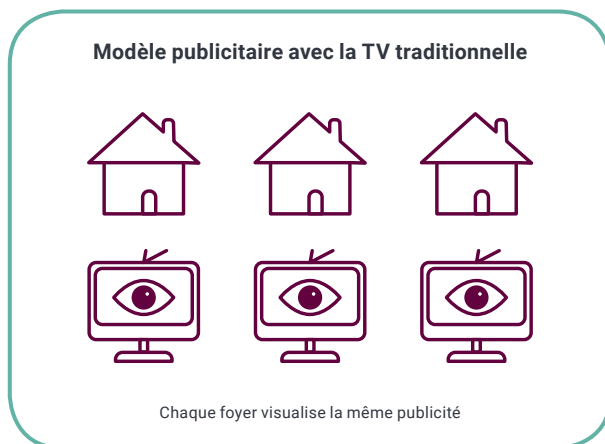 Modèle publicitaire avec la TV traditionnelle
Chaque foyer visualise la même publicité